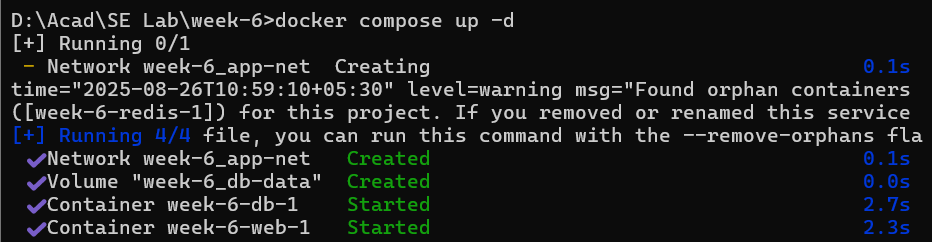 D:\Acad\SE Lab\week-6>docker compose up -d
[+] Running 0/1
 - Network week-6_app-net  Creating 0.1s
time="2025-08-26T10:59:10+05:30" level=warning msg="Found orphan containers
([week-6-redis-1]) for this project. If you removed or renamed this service
[+] Running 4/4 file, you can run this command with the --remove-orphans fla
 ✔Network week-6_app-net   Created 0.1s
 ✔Volume "week-6_db-data"  Created 0.0s
 ✔Container week-6-db-1    Started 2.7s
 ✔Container week-6-web-1   Started 2.3s